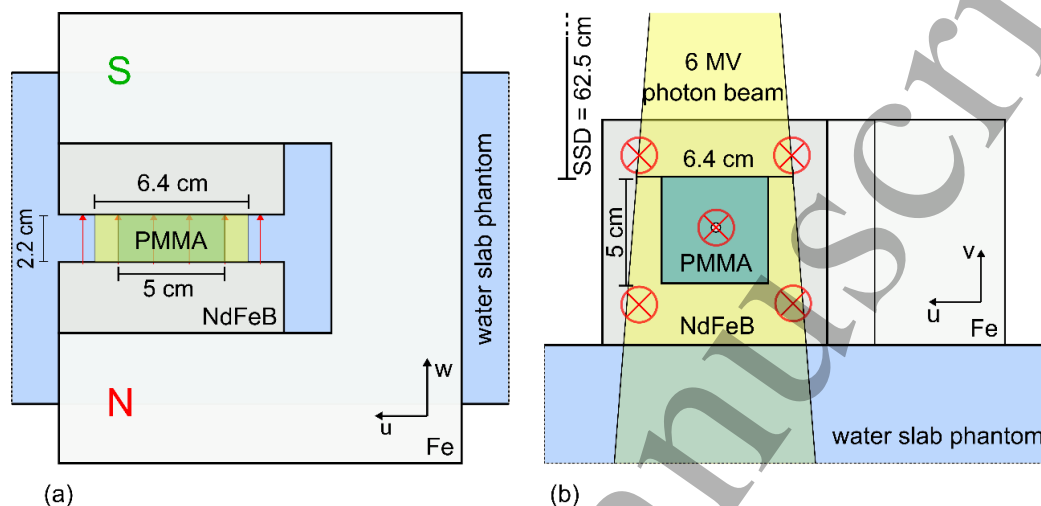 S
6.4 cm
2.2 cm
PMMA
5 cm
NdFeB
N
w
u
Fe
water slab phantom
(a)
SSD = 62.5 cm
6 MV
photon beam
6.4 cm
5 cm
PMMA
NdFeB
v
u
Fe
water slab phantom
(b)
nuscr